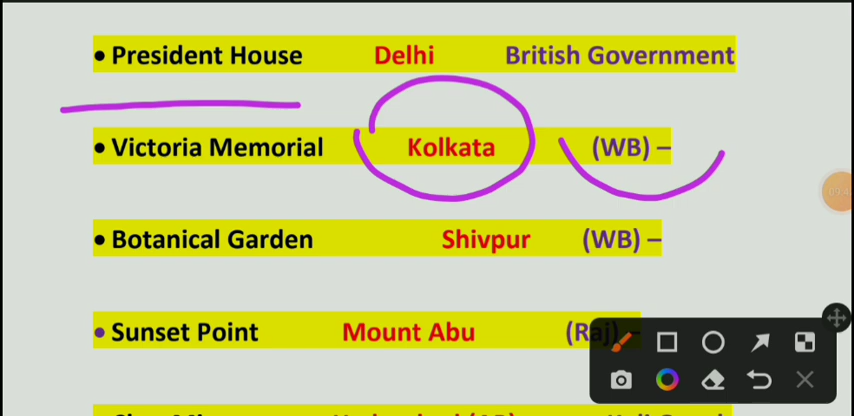 • President House Delhi British Government
• Victoria Memorial Kolkata (WB) –
• Botanical Garden Shivpur (WB) –
• Sunset Point Mount Abu (Raj) –